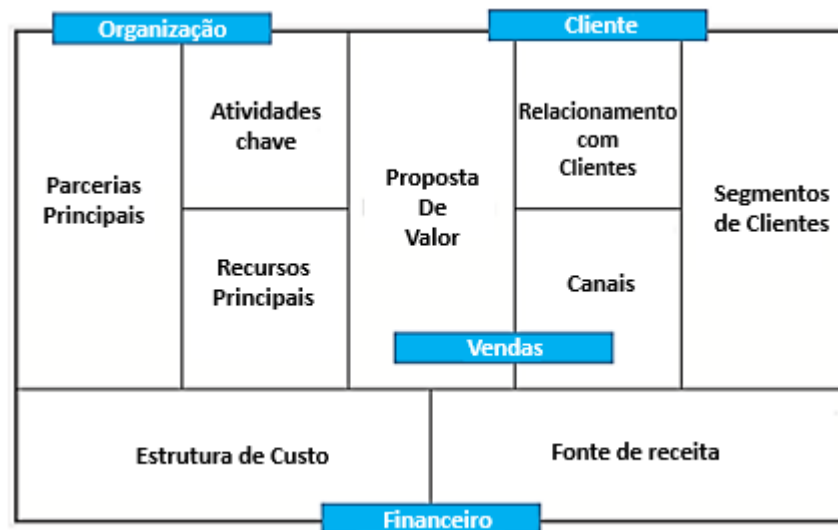 Organização
Cliente
Parcerias
Principais
Atividades
chave
Recursos
Principais
Proposta
De
Valor
Relacionamento
com
Clientes
Canais
Segmentos
de Clientes
Vendas
Estrutura de Custo
Fonte de receita
Financeiro